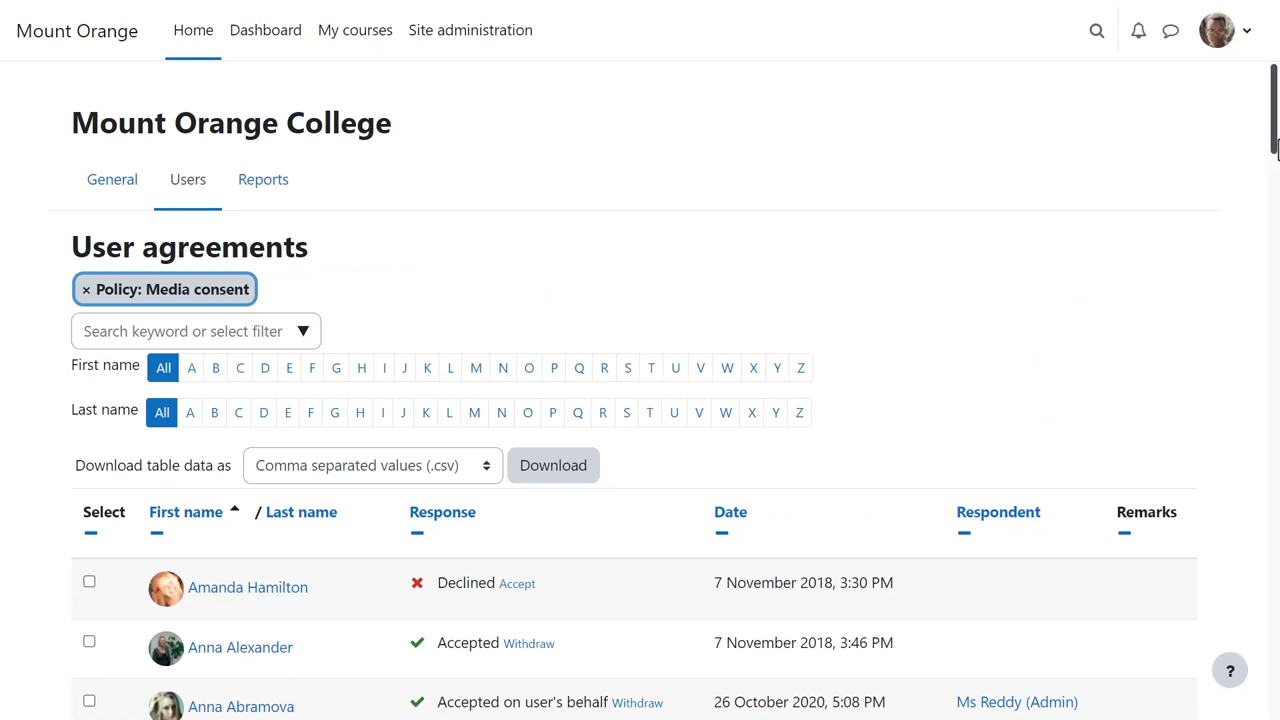 Mount Orange Home Dashboard My courses Site administration
Mount Orange College
General Users Reports
User agreements
× Policy: Media consent
Search keyword or select filter ▼
First name All A B C D E F G H I J K L M N O P Q R S T U V W X Y Z
Last name All A B C D E F G H I J K L M N O P Q R S T U V W X Y Z
Download table data as Comma separated values (.csv) Download
Select First name / Last name Response Date Respondent Remarks
Amanda Hamilton Declined Accept 7 November 2018, 3:30 PM
Anna Alexander Accepted Withdraw 7 November 2018, 3:46 PM
Anna Abramova Accepted on user's behalf Withdraw 26 October 2020, 5:08 PM Ms Reddy (Admin)
?